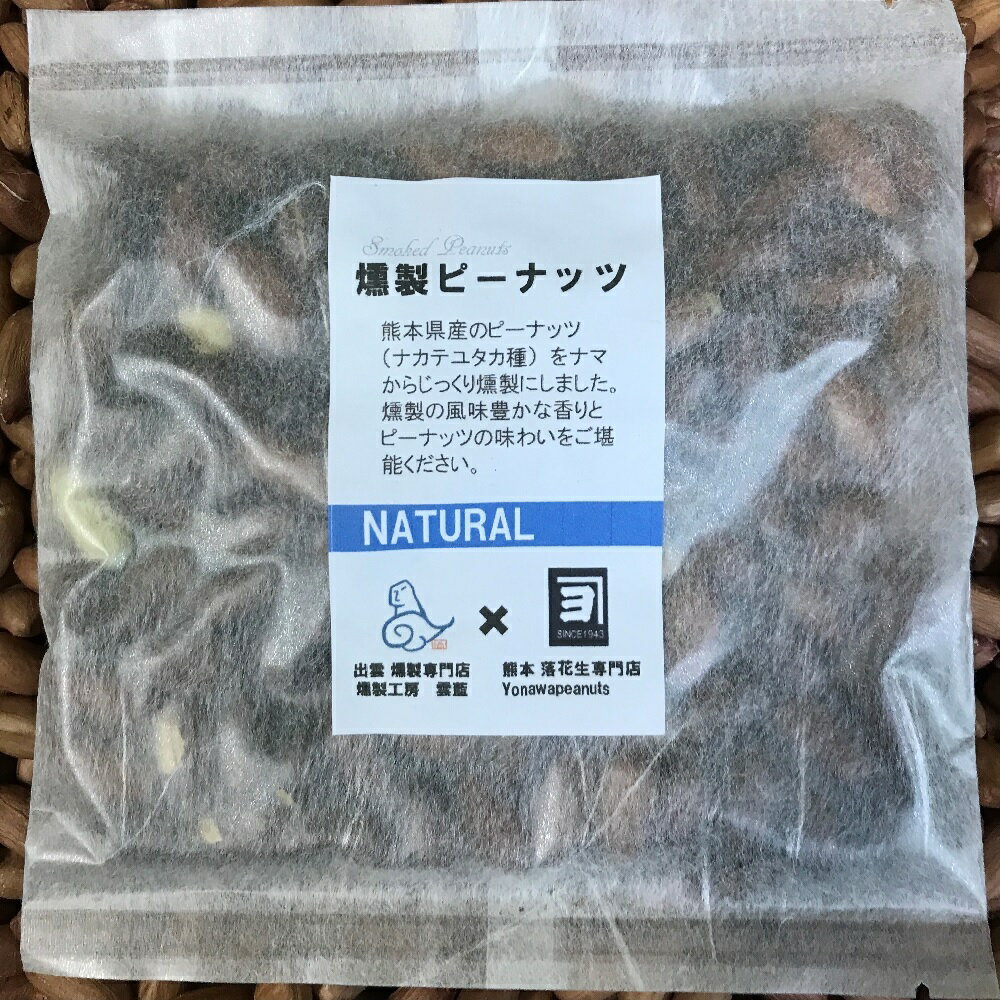 Smoked Peanuts
燻製ピーナッツ
熊本県産のピーナッツ
（ナカテユタカ種）をナマ
からじっくり燻製にしました。
燻製の風味豊かな香りと
ピーナッツの味わいをご堪
能ください。
NATURAL
×
SINCE1943
出雲 燻製専門店
燻製工房 雲藍
熊本 落花生専門店
Yonawapeanuts